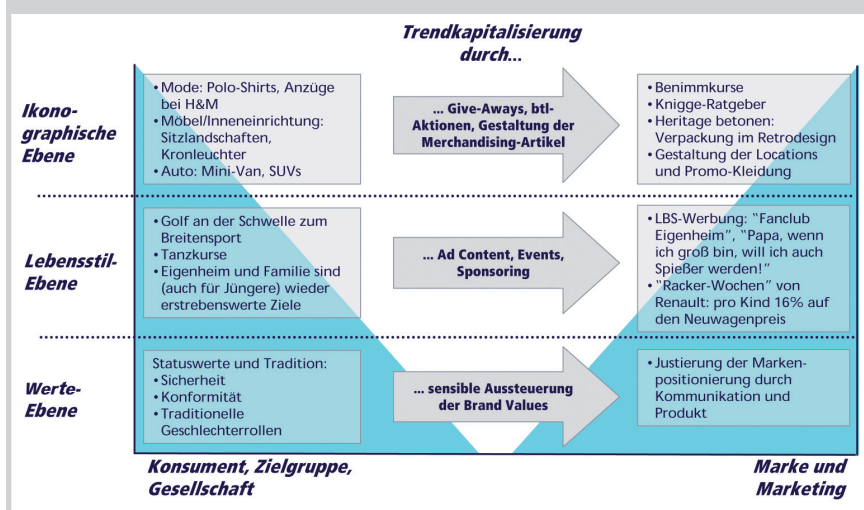 Trendkapitalisierung
durch...
Ikono-
graphische
Ebene
• Mode: Polo-Shirts, Anzüge
bei H&M
• Möbel/Inneneinrichtung:
Sitzlandschaften,
Kronleuchter
• Auto: Mini-Van, SUVs
... Give-Aways, btl-
Aktionen, Gestaltung der
Merchandising-Artikel
• Benimmkurse
• Knigge-Ratgeber
• Heritage betonen:
Verpackung im Retrodesign
• Gestaltung der Locations
und Promo-Kleidung
Lebensstil-
Ebene
• Golf an der Schwelle zum
Breitensport
• Tanzkurse
• Eigenheim und Familie sind
(auch für Jüngere) wieder
erstrebenswerte Ziele
... Ad Content, Events,
Sponsoring
• LBS-Werbung: "Fanclub
Eigenheim", "Papa, wenn
ich groß bin, will ich auch
Spießer werden!"
• "Racker-Wochen" von
Renault: pro Kind 16% auf
den Neuwagenpreis
Werte-
Ebene
Statuswerte und Tradition:
• Sicherheit
• Konformität
• Traditionelle
Geschlechterrollen
... sensible Aussteuerung
der Brand Values
• Justierung der Marken-
positionierung durch
Kommunikation und
Produkt
Konsument, Zielgruppe,
Gesellschaft
Marke und
Marketing